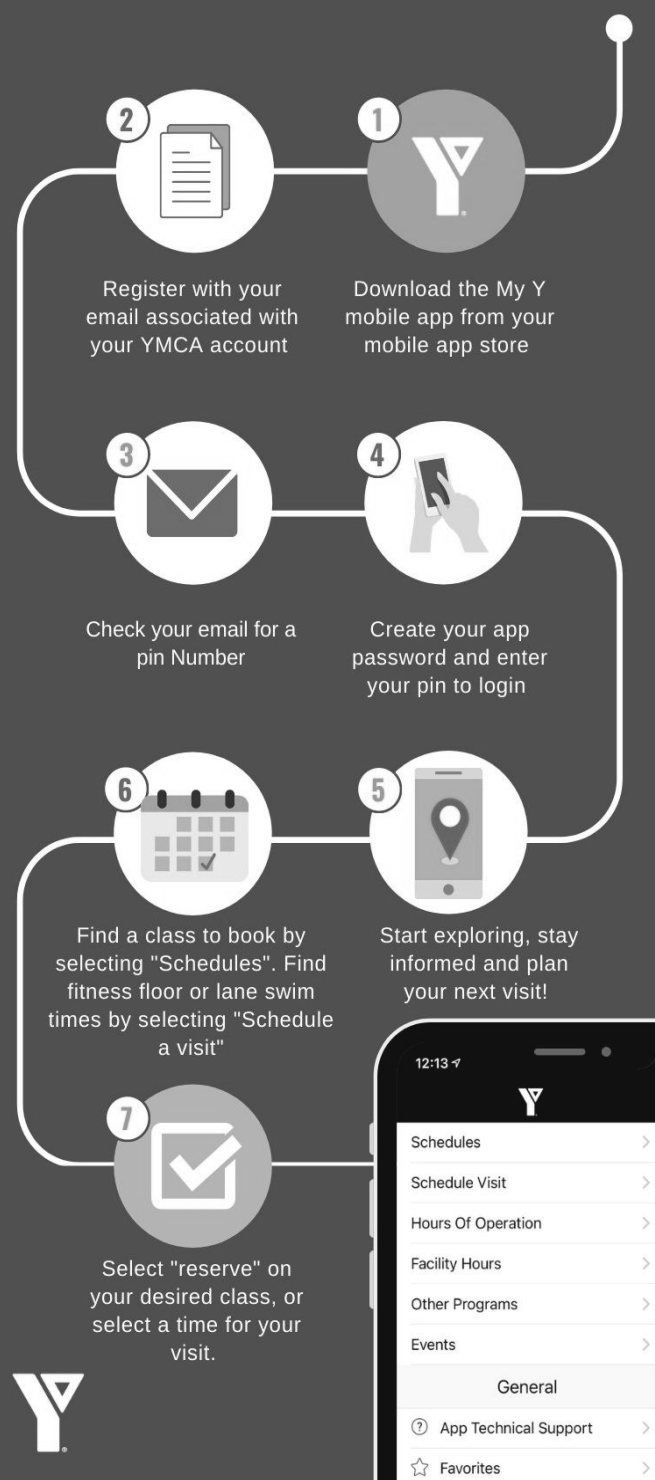 1
Download the My Y
mobile app from your
mobile app store
2
Register with your
email associated with
your YMCA account
3
Check your email for a
pin Number
4
Create your app
password and enter
your pin to login
5
Start exploring, stay
informed and plan
your next visit!
6
Find a class to book by
selecting "Schedules". Find
fitness floor or lane swim
times by selecting "Schedule
a visit"
7
Select "reserve" on
your desired class, or
select a time for your
visit.
12:13
Schedules
Schedule Visit
Hours Of Operation
Facility Hours
Other Programs
Events
General
App Technical Support
Favorites